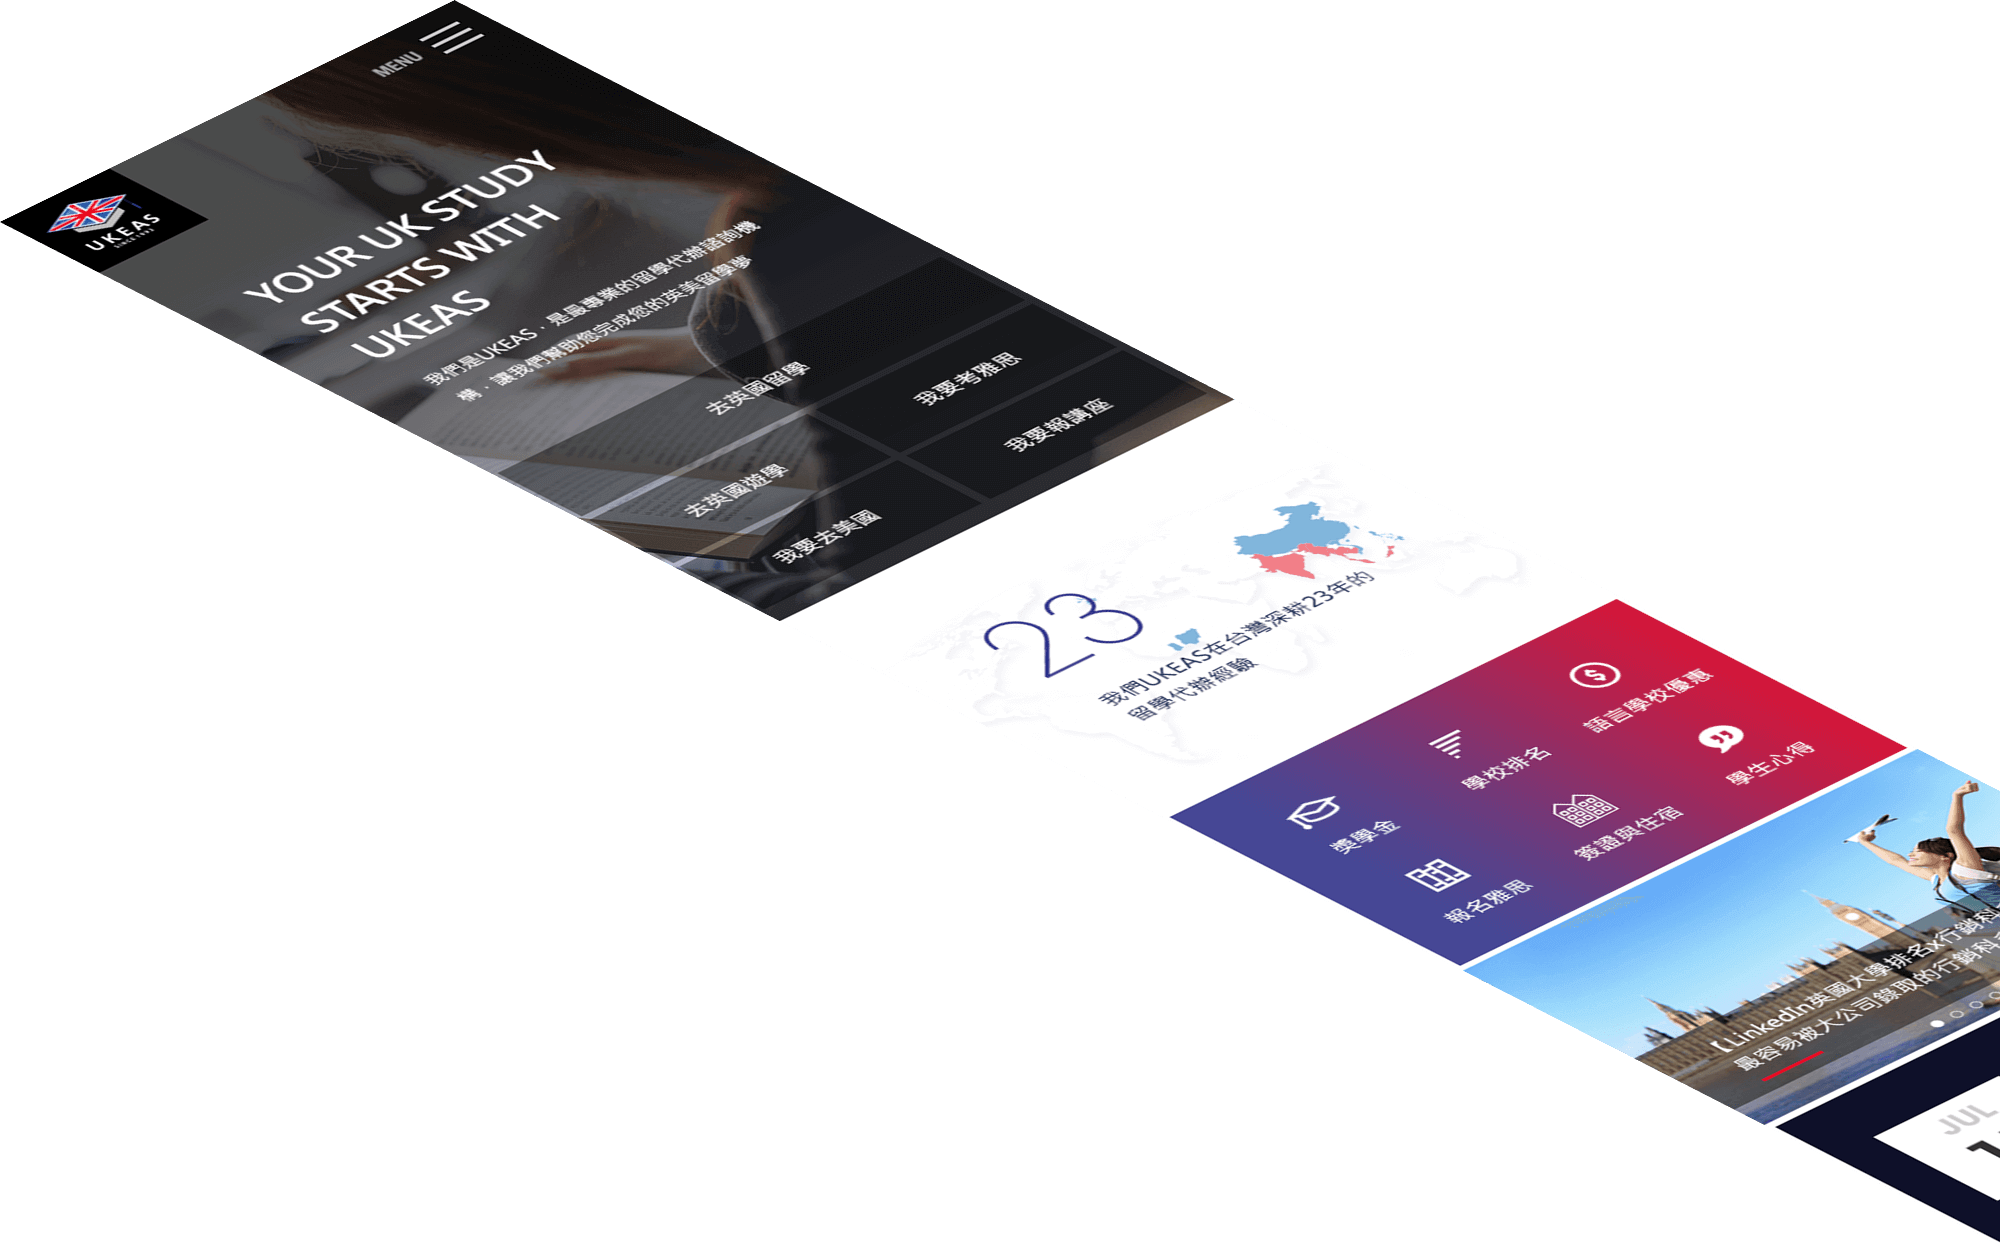 MENU
UKEAS
SINCE 1993
YOUR UK STUDY
STARTS WITH
UKEAS
我們是UKEAS，是最專業的留學代辦諮詢機
構，讓我們幫助您完成您的英美留學夢
去英國留學
我要考雅思
去英國遊學
我要報講座
我要去美國
23
我們UKEAS在台灣深耕23年的
留學代辦經驗
獎學金
學校排名
語言學校優惠
報名雅思
簽證與住宿
學生心得
【LinkedIn英國大學排名x行銷科
最容易被大公司錄取的行銷科
JUL